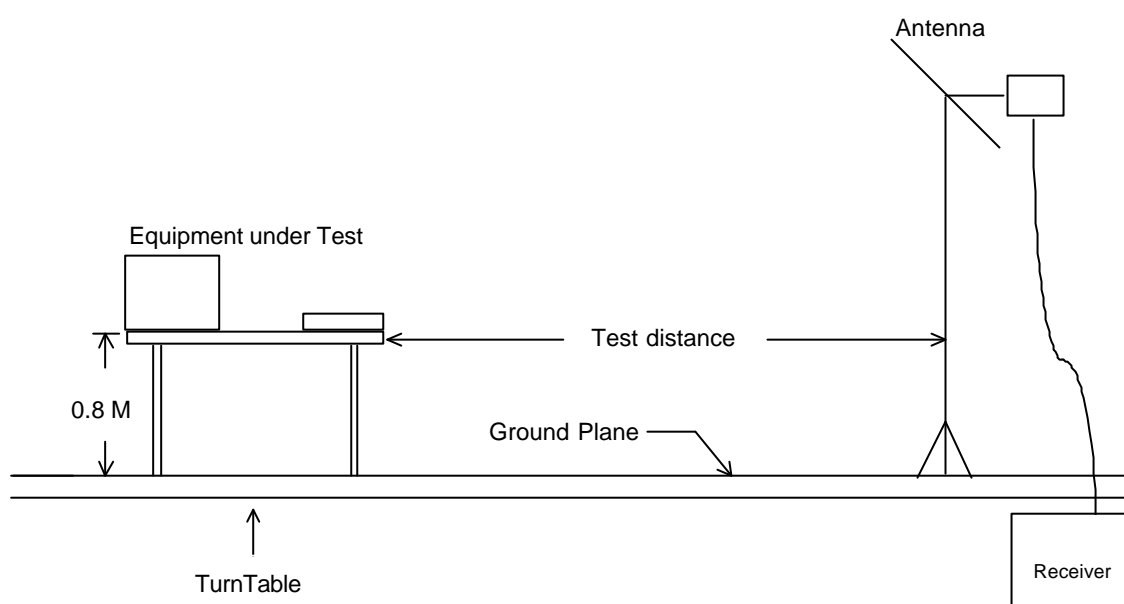 Antenna
Equipment under Test
Test distance
0.8 M
Ground Plane
TurnTable
Receiver